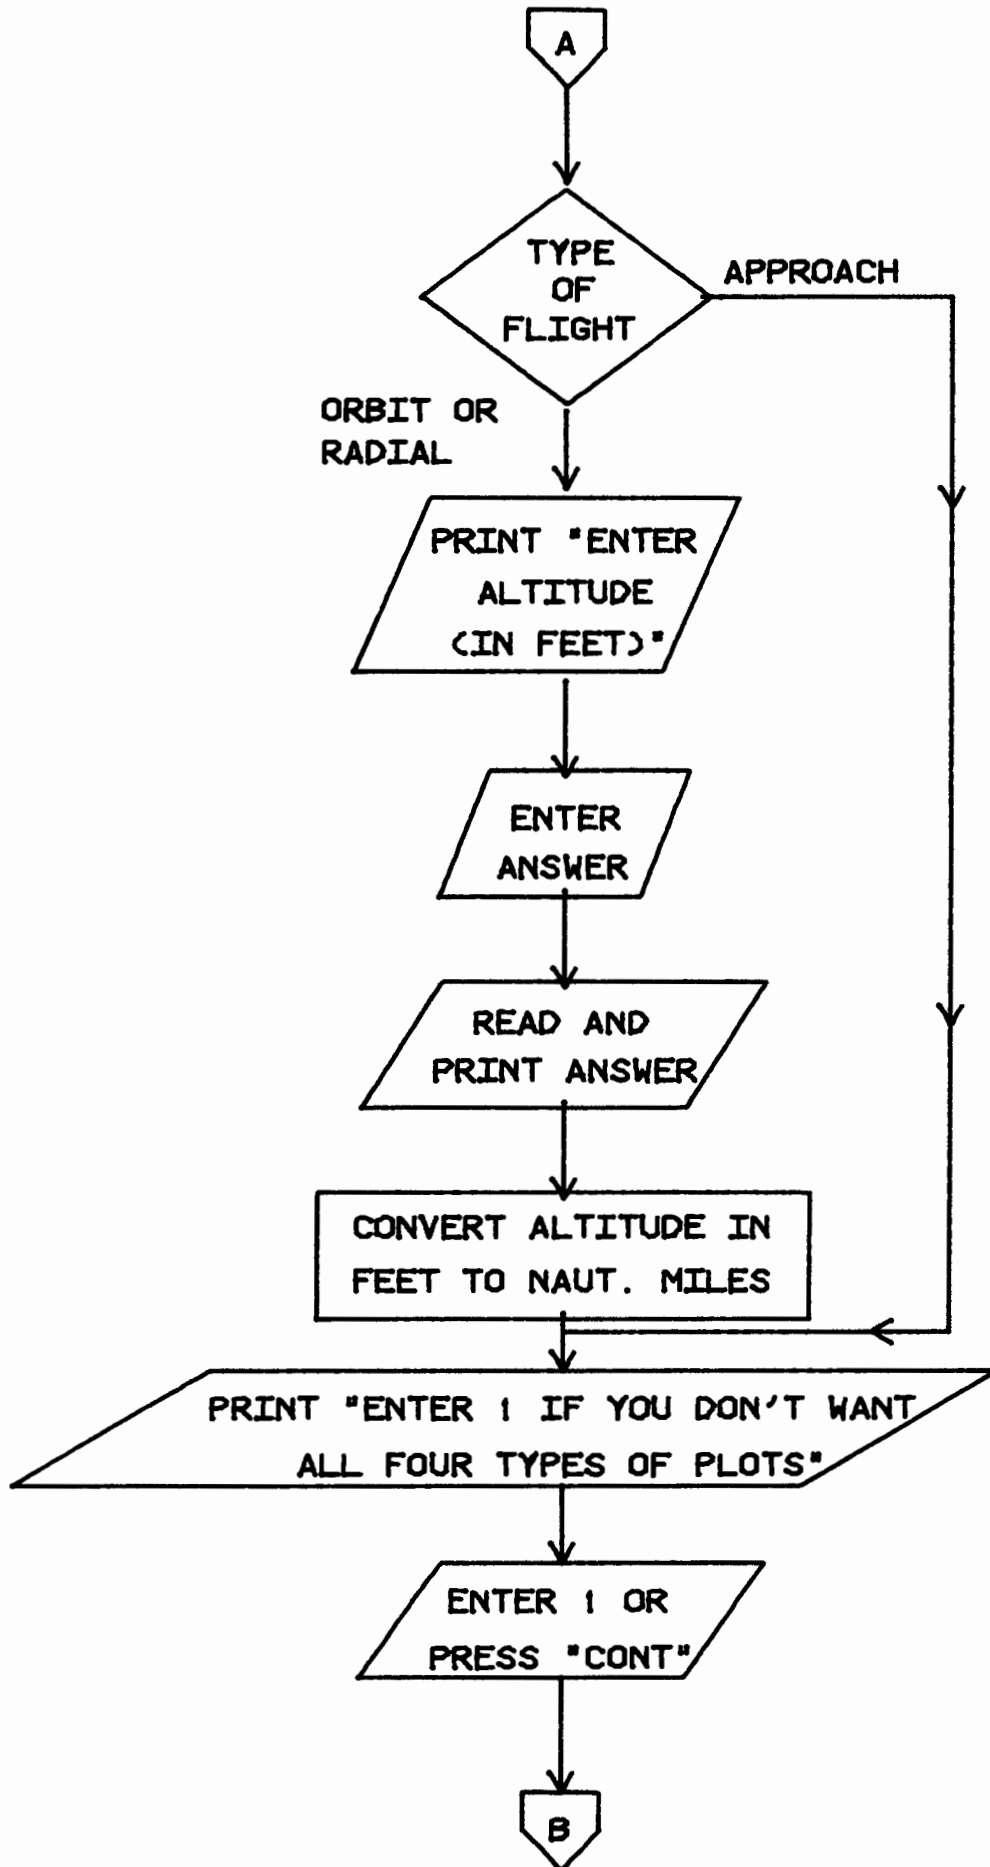 A
TYPE
OF
FLIGHT
APPROACH
ORBIT OR
RADIAL
PRINT "ENTER
ALTITUDE
(IN FEET)"
ENTER
ANSWER
READ AND
PRINT ANSWER
CONVERT ALTITUDE IN
FEET TO NAUT. MILES
PRINT "ENTER 1 IF YOU DON'T WANT
ALL FOUR TYPES OF PLOTS"
ENTER 1 OR
PRESS "CONT"
B